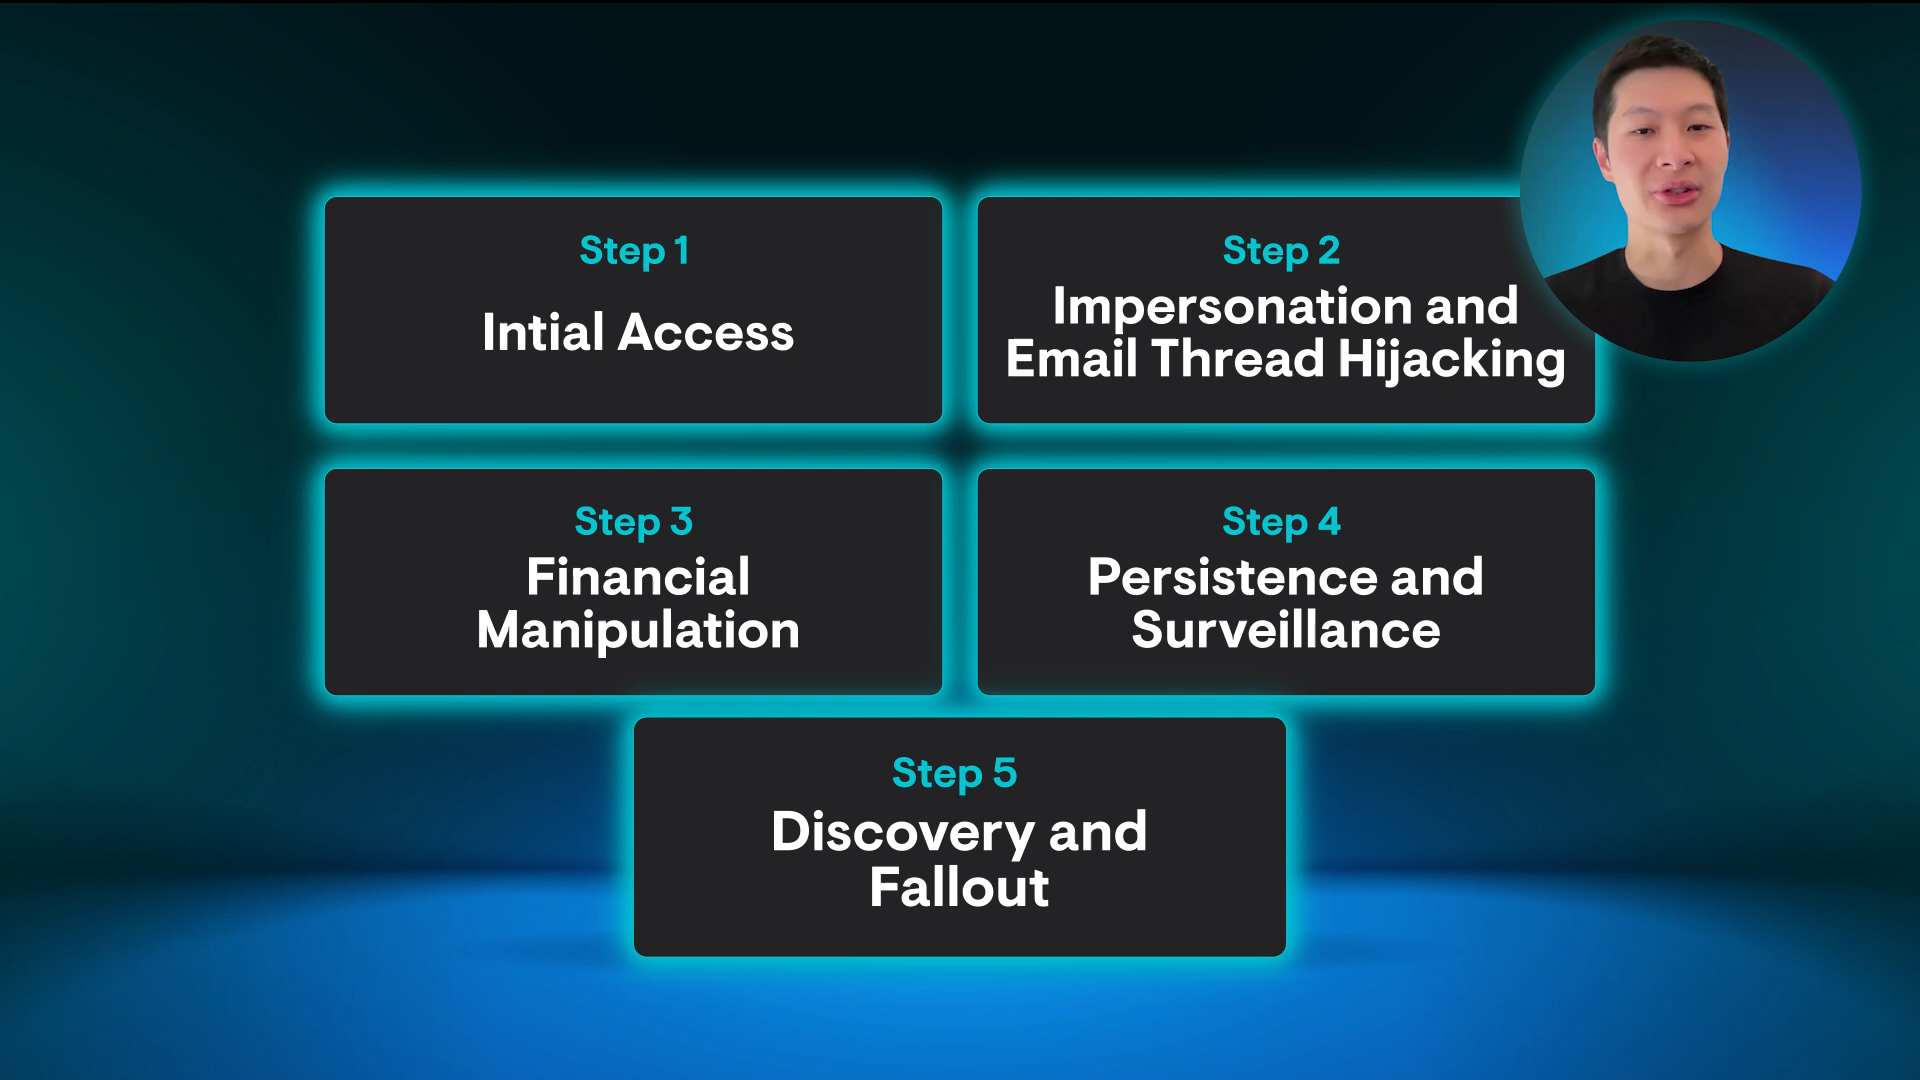 Step 1
Intial Access
Step 2
Impersonation and
Email Thread Hijacking
Step 3
Financial
Manipulation
Step 4
Persistence and
Surveillance
Step 5
Discovery and
Fallout